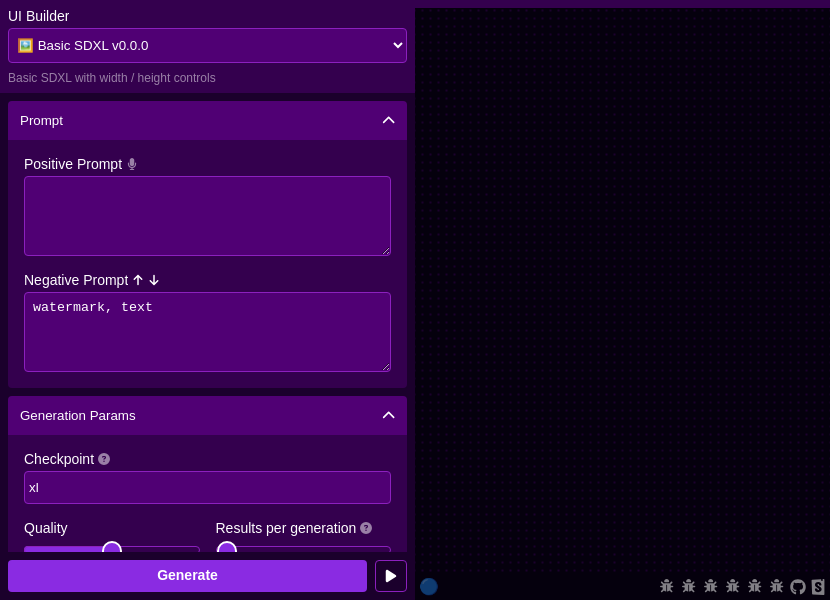 UI Builder
Basic SDXL v0.0.0
Basic SDXL with width / height controls
Prompt
Positive Prompt
Negative Prompt
watermark, text
Generation Params
Checkpoint
xl
Quality
Results per generation
Generate